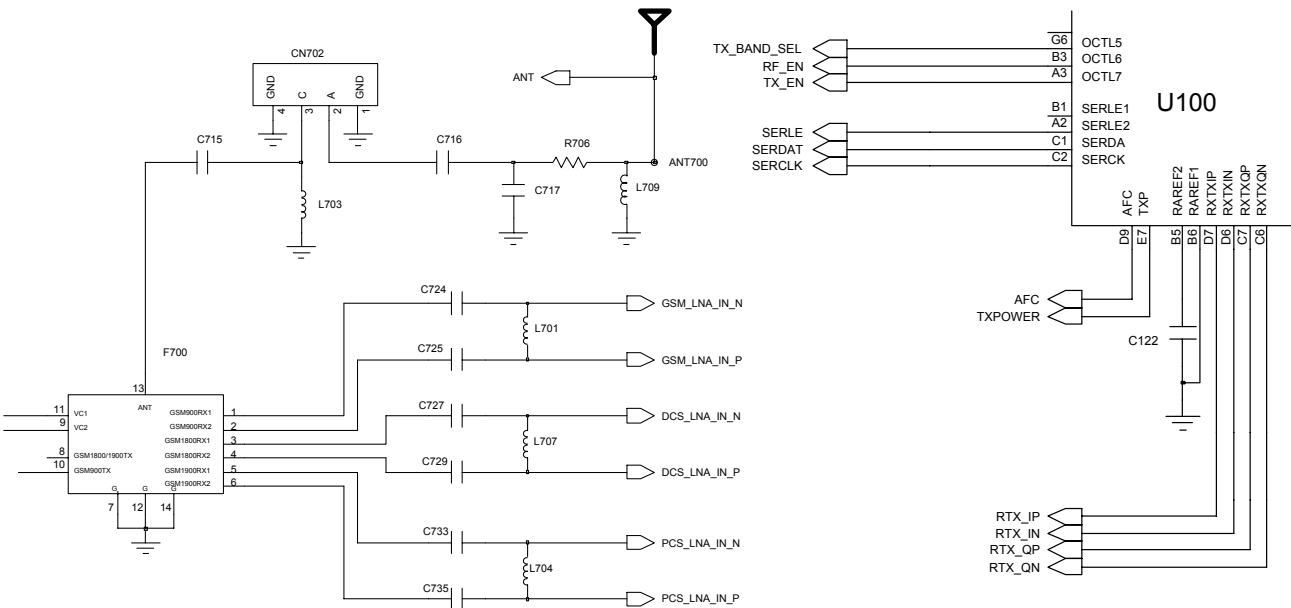 CN702
GND
C
A
GND
4
3
2
1
C715
C716
ANT
R706
ANT700
C717
L709
L703
F700
13
ANT
11
VC1
9
VC2
8
GSM1800/1900TX
10
GSM900TX
GSM900RX1
1
GSM900RX2
2
GSM1800RX1
3
GSM1800RX2
4
GSM1900RX1
5
GSM1900RX2
6
G
G
G
7
12
14
C724
GSM_LNA_IN_N
L701
C725
GSM_LNA_IN_P
C727
DCS_LNA_IN_N
L707
C729
DCS_LNA_IN_P
C733
PCS_LNA_IN_N
L704
C735
PCS_LNA_IN_P
U100
TX_BAND_SEL
G6
OCTL5
RF_EN
B3
OCTL6
TX_EN
A3
OCTL7
B1
SERLE1
SERLE
A2
SERLE2
SERDAT
C1
SERDA
SERCLK
C2
SERCK
AFC
TXP
RAREF2
RAREF1
RXTXIP
RXTXIN
RXTXQP
RXTXQN
D9
E7
B5
B6
D7
D6
C7
C6
AFC
TXPOWER
C122
RTX_IP
RTX_IN
RTX_QP
RTX_QN